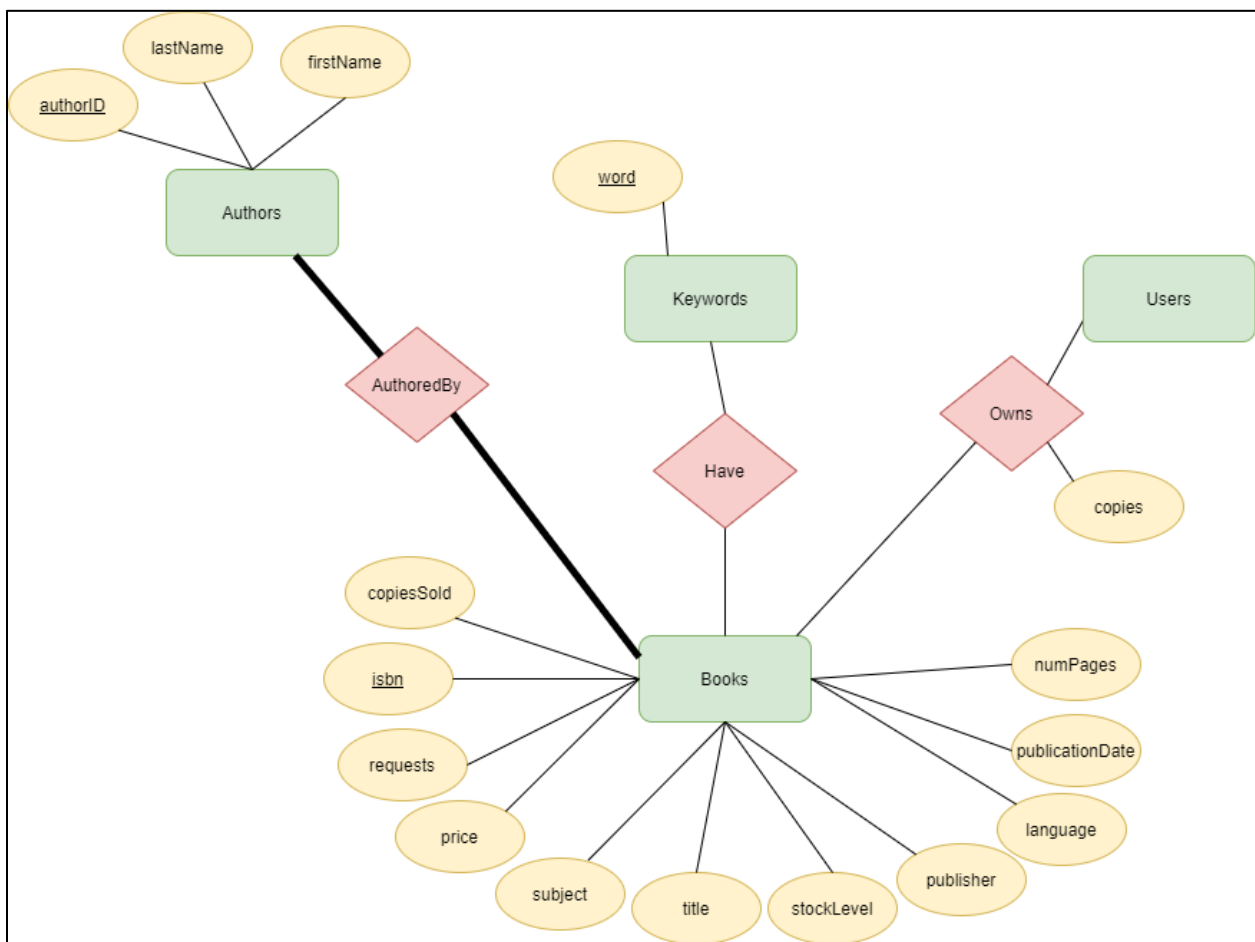 lastName
firstName
authorID
word
Authors
Keywords
Users
AuthoredBy
Owns
Have
copies
copiesSold
numPages
isbn
Books
publicationDate
requests
language
price
publisher
subject
title
stockLevel